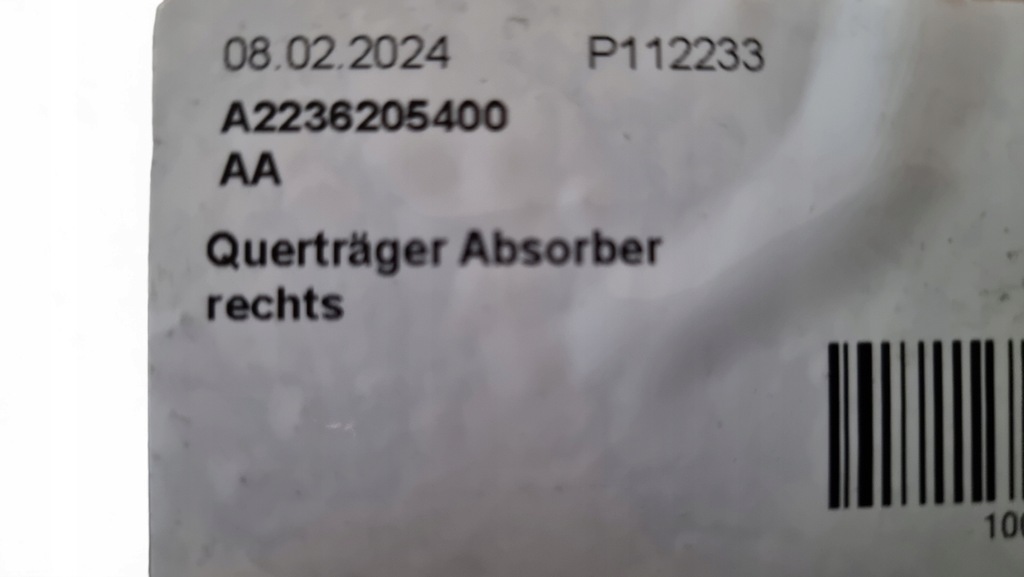 08.02.2024 P112233
A2236205400
AA
Querträger Absorber
rechts